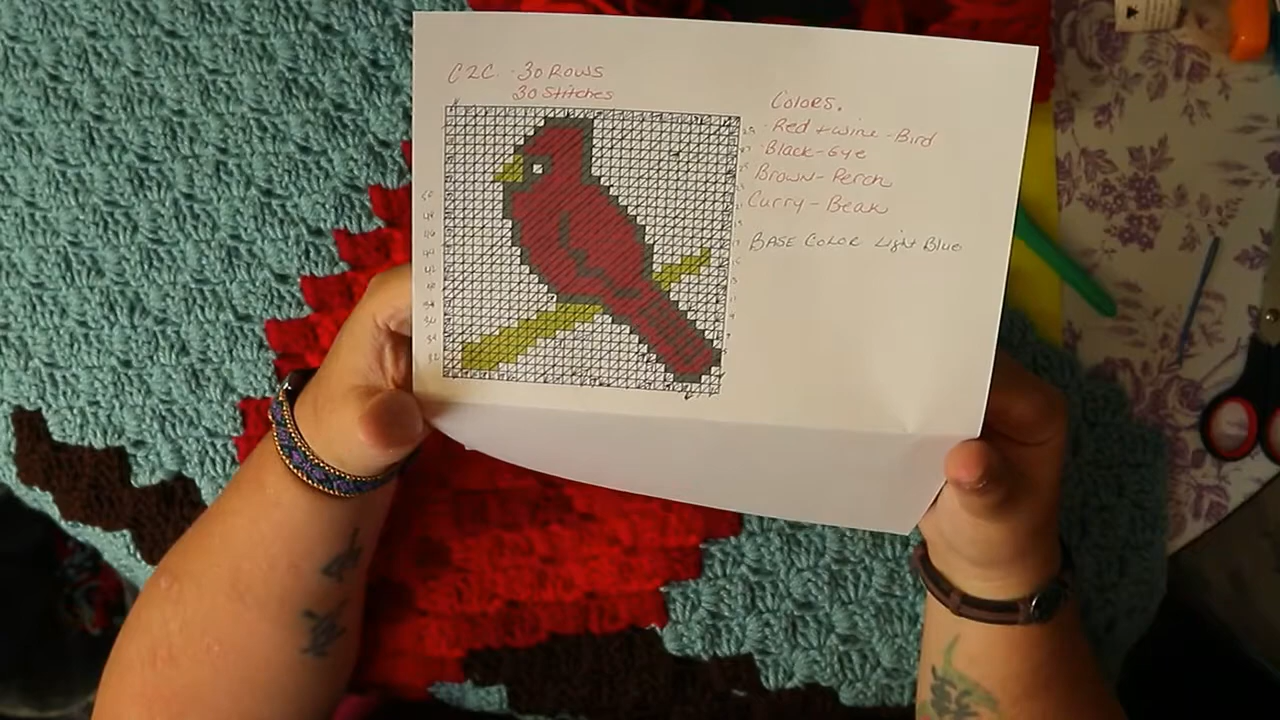 C2C. - 30 Rows
30 Stitches
Colors.
Red + wine - Bird
Black - Eye
Brown - Perch
Curry - Beak
BASE COLOR Light Blue